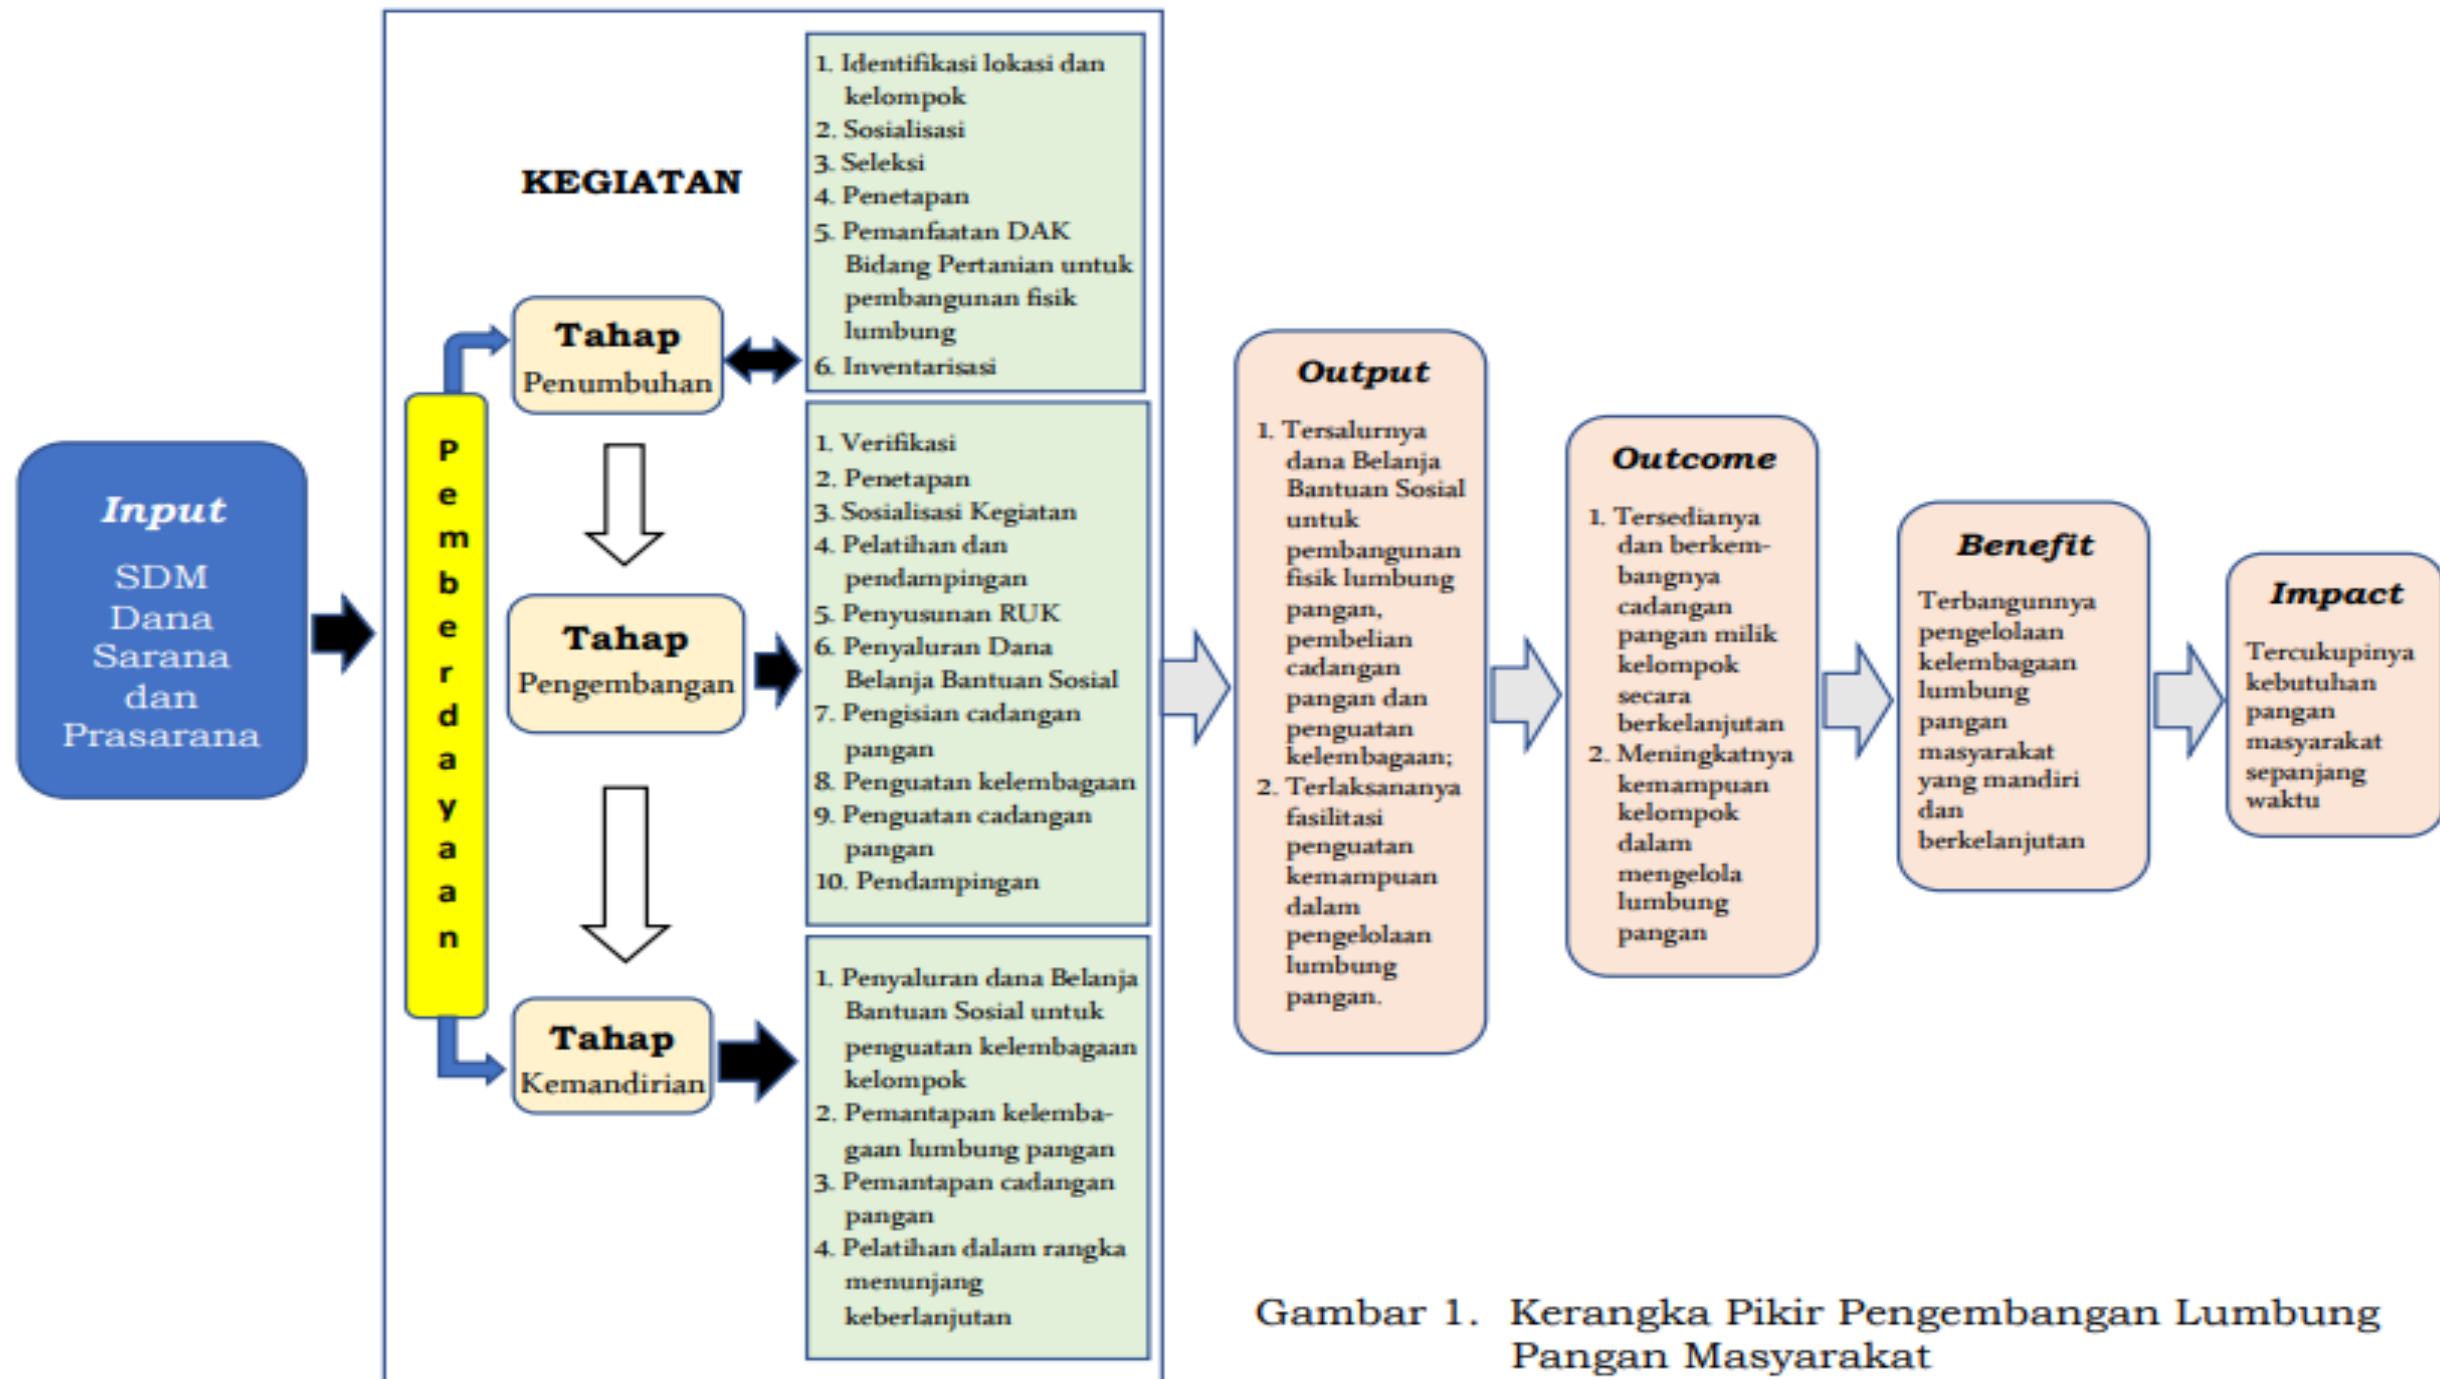 Input
SDM
Dana
Sarana
dan
Prasarana
Pemberdayaan
KEGIATAN
Tahap
Penumbuhan
1. Identifikasi lokasi dan
kelompok
2. Sosialisasi
3. Seleksi
4. Penetapan
5. Pemanfaatan DAK
Bidang Pertanian untuk
pembangunan fisik
lumbung
6. Inventarisasi
Tahap
Pengembangan
1. Verifikasi
2. Penetapan
3. Sosialisasi Kegiatan
4. Pelatihan dan
pendampingan
5. Penyusunan RUK
6. Penyaluran Dana
Belanja Bantuan Sosial
7. Pengisian cadangan
pangan
8. Penguatan kelembagaan
9. Penguatan cadangan
pangan
10. Pendampingan
Tahap
Kemandirian
1. Penyaluran dana Belanja
Bantuan Sosial untuk
penguatan kelembagaan
kelompok
2. Pemantapan kelemba-
gaan lumbung pangan
3. Pemantapan cadangan
pangan
4. Pelatihan dalam rangka
menunjang
keberlanjutan
Output
1. Tersalurnya
dana Belanja
Bantuan Sosial
untuk
pembangunan
fisik lumbung
pangan,
pembelian
cadangan
pangan dan
penguatan
kelembagaan;
2. Terlaksananya
fasilitasi
penguatan
kemampuan
dalam
pengelolaan
lumbung
pangan.
Outcome
1. Tersedianya
dan berkem-
bangnya
cadangan
pangan milik
kelompok
secara
berkelanjutan
2. Meningkatnya
kemampuan
kelompok
dalam
mengelola
lumbung
pangan
Benefit
Terbangunnya
pengelolaan
kelembagaan
lumbung
pangan
masyarakat
yang mandiri
dan
berkelanjutan
Impact
Tercukupinya
kebutuhan
pangan
masyarakat
sepanjang
waktu
Gambar 1. Kerangka Pikir Pengembangan Lumbung
Pangan Masyarakat